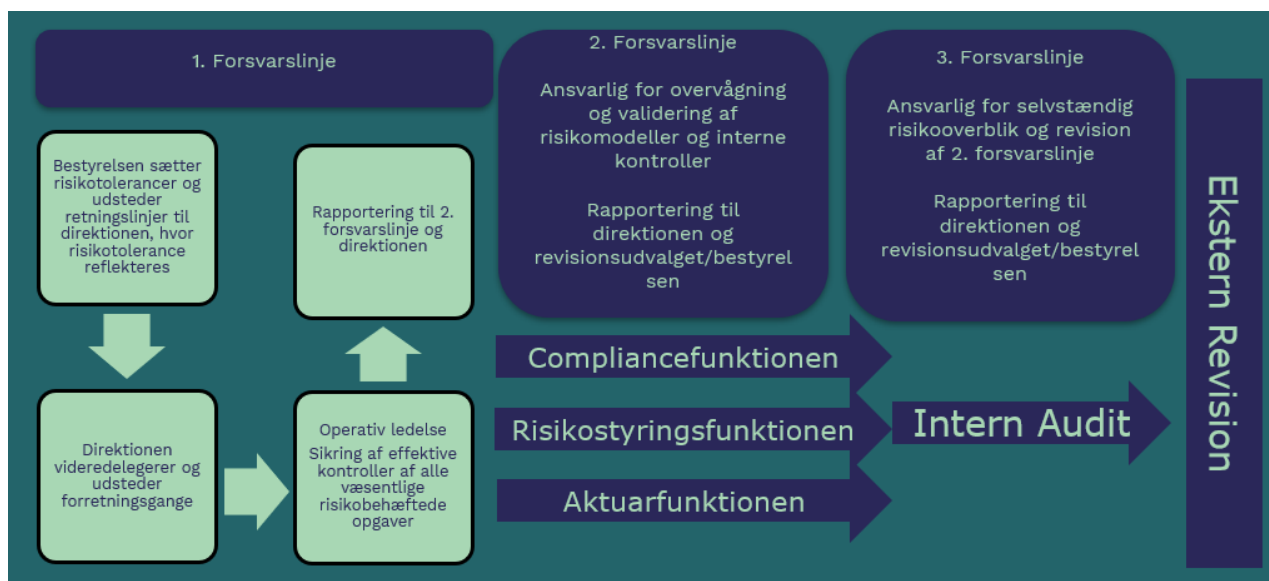 1. Forsvarslinje
Bestyrelsen sætter
risikotolerancer og
udsteder
retningslinjer til
direktionen, hvor
risikotolerance
reflekteres
Direktionen
videredelegerer og
udsteder
forretningsgange
Operativ ledelse
Sikring af effektive
kontroller af alle
væsentlige
risikobehæftede
opgaver
Rapportering til 2.
forsvarslinje og
direktionen
2. Forsvarslinje
Ansvarlig for overvågning
og validering af
risikomodeller og interne
kontroller
Rapportering til
direktionen og
revisionsudvalget/bestyrel
sen
Compliancefunktionen
Risikostyringsfunktionen
Aktuarfunktionen
3. Forsvarslinje
Ansvarlig for selvstændig
risikooverblik og revision
af 2. forsvarslinje
Rapportering til
direktionen og
revisionsudvalget/bestyrel
sen
Intern Audit
Ekstern Revision